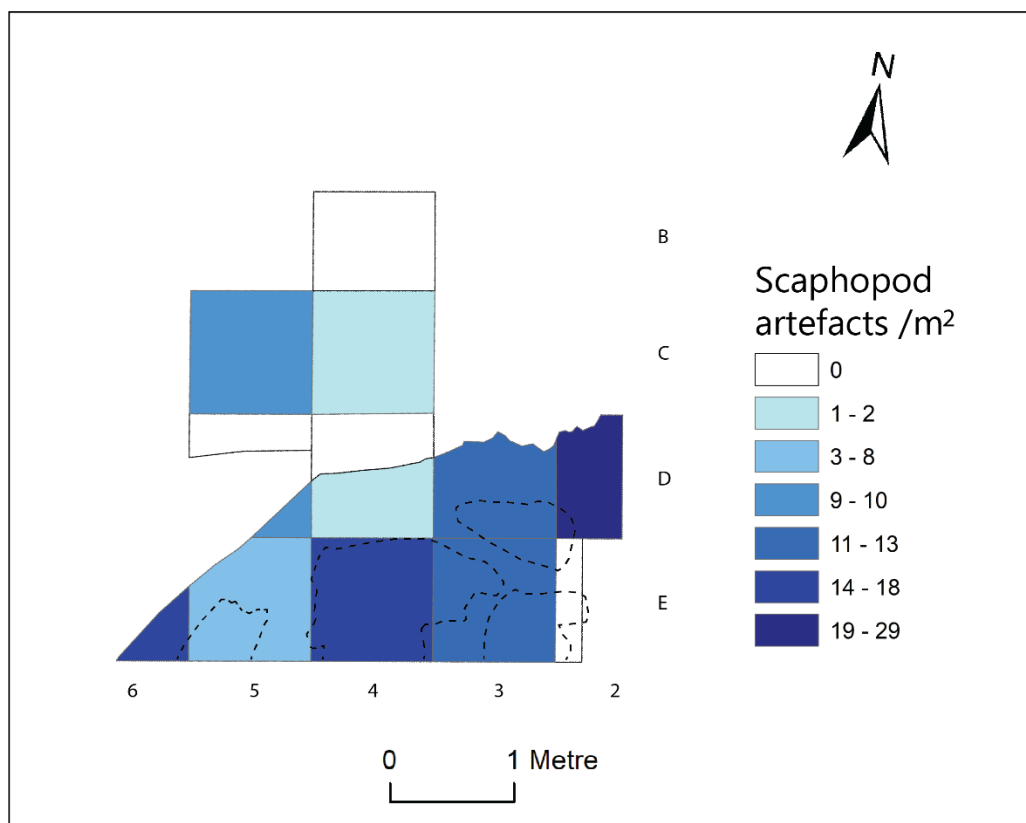 N
B
C
D
E
6 5 4 3 2
0 1 Metre
Scaphopod
artefacts /m²
0
1 - 2
3 - 8
9 - 10
11 - 13
14 - 18
19 - 29